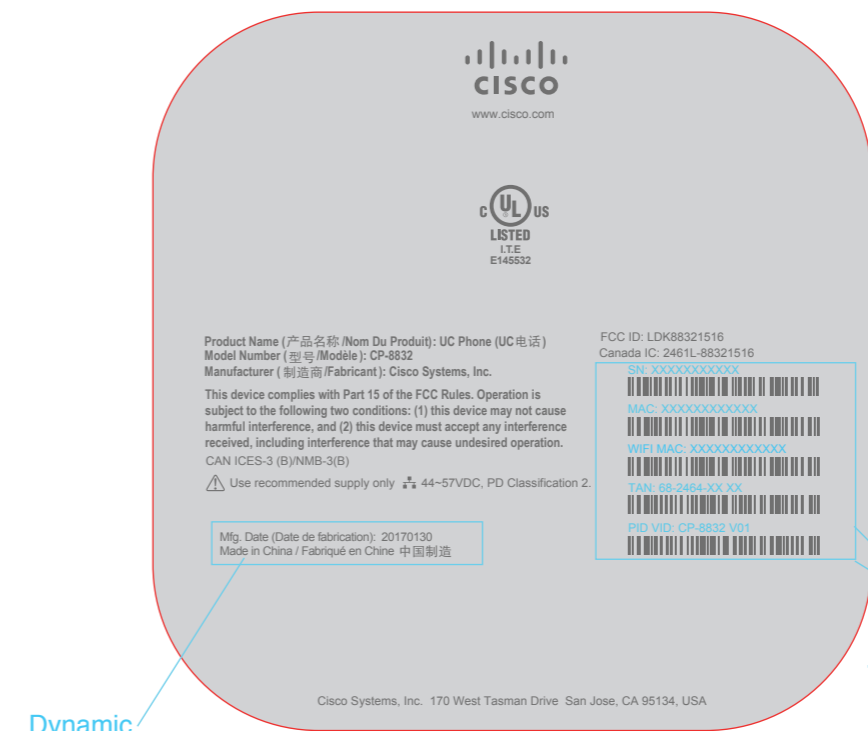 CISCO
www.cisco.com
C UL US
®
LISTED
I.T.E
E145532
Product Name (产品名称 /Nom Du Produit): UC Phone (UC电话)
Model Number (型号/Modèle): CP-8832
Manufacturer (制造商/Fabricant): Cisco Systems, Inc.
This device complies with Part 15 of the FCC Rules. Operation is
subject to the following two conditions: (1) this device may not cause
harmful interference, and (2) this device must accept any interference
received, including interference that may cause undesired operation.
CAN ICES-3 (B)/NMB-3(B)
Use recommended supply only 44~57VDC, PD Classification 2.
Mfg. Date (Date de fabrication): 20170130
Made in China / Fabriqué en Chine 中国制造
FCC ID: LDK88321516
Canada IC: 2461L-88321516
SN: XXXXXXXXXXX
MAC: XXXXXXXXXXXX
WIFI MAC: XXXXXXXXXXXX
TAN: 68-2464-XX XX
PID VID: CP-8832 V01
Cisco Systems, Inc. 170 West Tasman Drive San Jose, CA 95134, USA
Dynamic